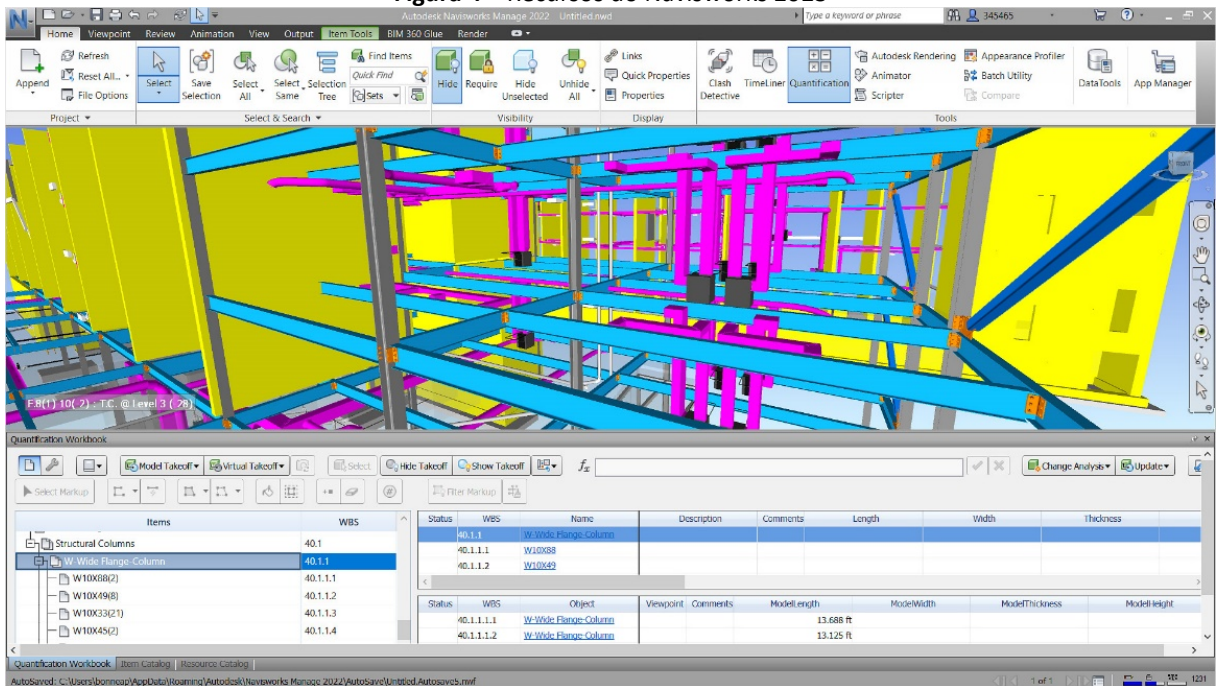 Figura 4 - Recursos do Navisworks 2023
Autodesk Navisworks Manage 2022 Untitled.nwd
Type a keyword or phrase
345465
Home Viewpoint Review Animation View Output Item Tools BIM 360 Glue Render
Append
Refresh
Reset All...
File Options
Select
Save Selection
Select All
Select Same
Selection Tree
Find Items
Quick Find
Sets
Hide
Require
Hide Unselected
Unhide All
Links
Quick Properties
Properties
Clash Detective
TimeLiner
Quantification
Autodesk Rendering
Animator
Scripter
Appearance Profiler
Batch Utility
Compare
DataTools
App Manager
Project
Select & Search
Visibility
Display
Tools
F.8(1) 10(-2) : T.C. @ Level 3 (-28)
Quantification Workbook
Model Takeoff Virtual Takeoff Select Hide Takeoff Show Takeoff fx Change Analysis Update
Select Markup Filter Markup
Items WBS
Structural Columns 40.1
W-Wide Flange-Column 40.1.1
W10X88(2) 40.1.1.1
W10X49(8) 40.1.1.2
W10X33(21) 40.1.1.3
W10X45(2) 40.1.1.4
Status WBS Name Description Comments Length Width Thickness
40.1.1 W-Wide Flange-Column
40.1.1.1 W10X88
40.1.1.2 W10X49
Status WBS Object Viewpoint Comments ModelLength ModelWidth ModelThickness ModelHeight
40.1.1.1.1 W-Wide Flange-Column 13.688 ft
40.1.1.1.2 W-Wide Flange-Column 13.125 ft
Quantification Workbook Item Catalog Resource Catalog
AutoSaved: C:\Users\bonneap\AppData\Roaming\Autodesk\Navisworks Manage 2022\AutoSave\Untitled.Autosave5.nwf
1 of 1
1231